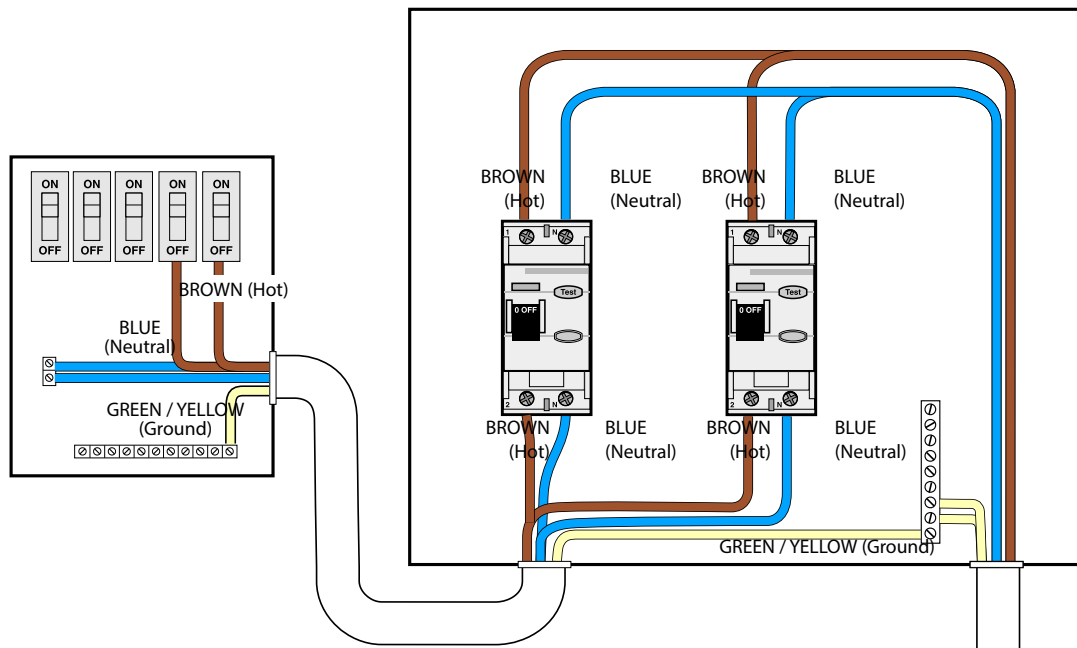 ON ON ON ON ON
OFF OFF OFF OFF OFF
BROWN (Hot)
BLUE
(Neutral)
GREEN / YELLOW
(Ground)
BROWN
(Hot)
BLUE
(Neutral)
BROWN
(Hot)
BLUE
(Neutral)
1 N
Test
0 OFF
2 N
1 N
Test
0 OFF
2 N
BROWN
(Hot)
BLUE
(Neutral)
BROWN
(Hot)
BLUE
(Neutral)
GREEN / YELLOW (Ground)